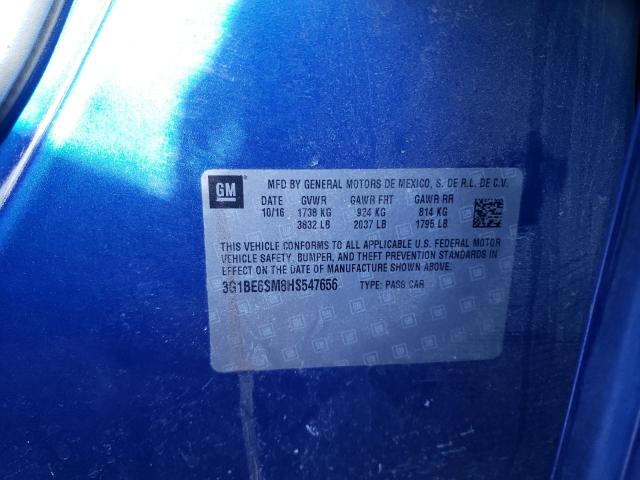 GM
MFD BY GENERAL MOTORS DE MEXICO, S. DE R.L. DE C.V.
DATE GVWR GAWR FRT GAWR RR
10/16 1738 KG 924 KG 814 KG
3832 LB 2037 LB 1795 LB
THIS VEHICLE CONFORMS TO ALL APPLICABLE U.S. FEDERAL MOTOR
VEHICLE SAFETY, BUMPER, AND THEFT PREVENTION STANDARDS
IN EFFECT ON THE DATE OF MANUFACTURE SHOWN ABOVE.
3G1BE6SM8HS547656 TYPE: PASS CAR